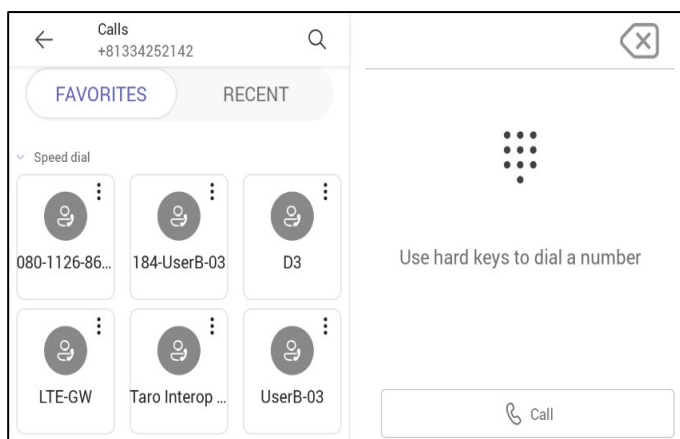 Calls
+81334252142
FAVORITES RECENT
Speed dial
080-1126-86... 184-UserB-03 D3
LTE-GW Taro Interop ... UserB-03
Use hard keys to dial a number
Call